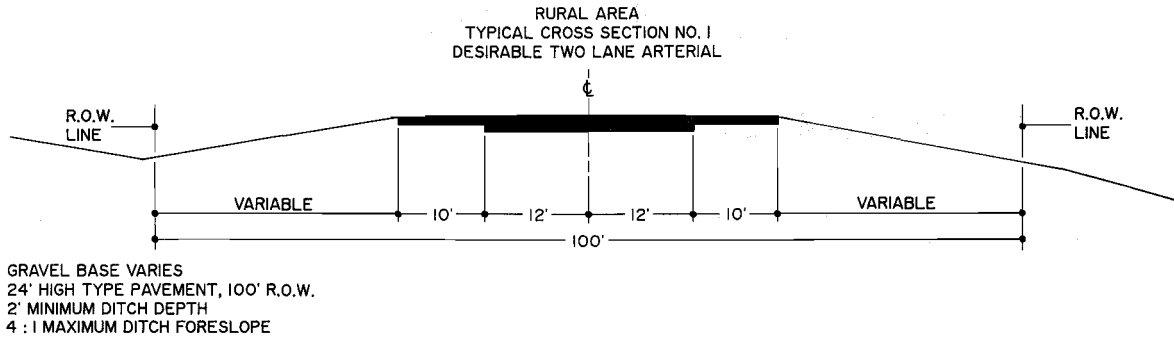 RURAL AREA
TYPICAL CROSS SECTION NO. 1
DESIRABLE TWO LANE ARTERIAL
℄
R.O.W.
LINE
R.O.W.
LINE
VARIABLE
10'
12'
12'
10'
VARIABLE
100'
GRAVEL BASE VARIES
24' HIGH TYPE PAVEMENT, 100' R.O.W.
2' MINIMUM DITCH DEPTH
4 : 1 MAXIMUM DITCH FORESLOPE